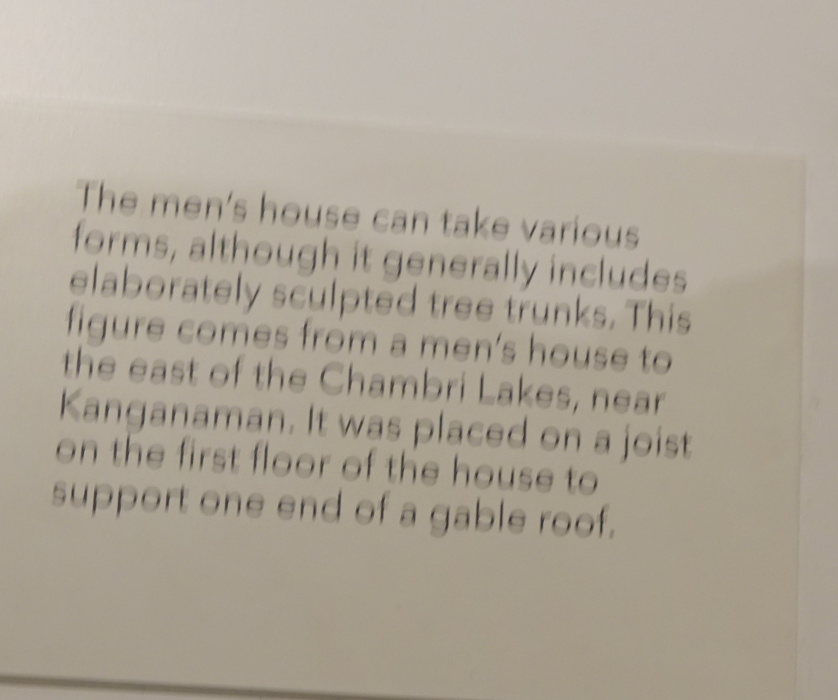 The men's house can take various
forms, although it generally includes
elaborately sculpted tree trunks. This
figure comes from a men's house to
the east of the Chambri Lakes, near
Kanganaman. It was placed on a joist
on the first floor of the house to
support one end of a gable roof.